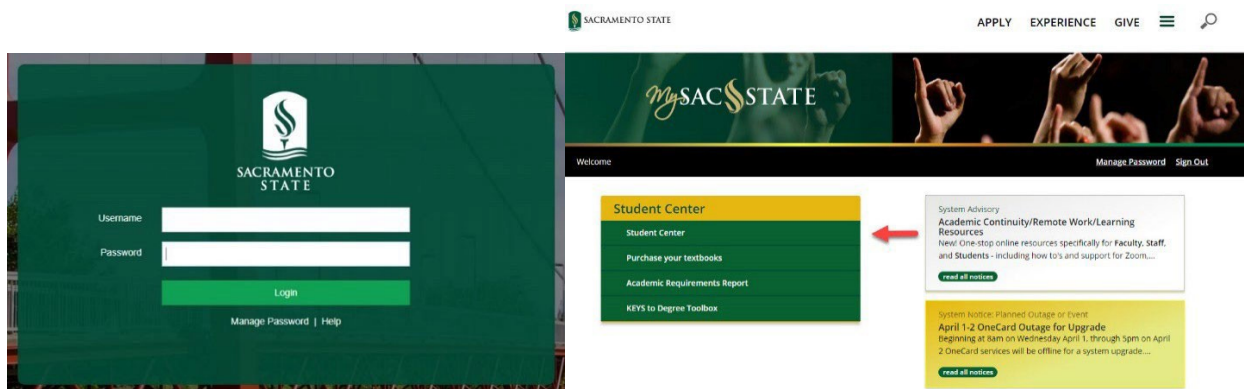 SACRAMENTO
STATE
Username
Password
Login
Manage Password | Help
SACRAMENTO STATE
APPLY EXPERIENCE GIVE
MySAC STATE
Welcome
Manage Password Sign Out
Student Center
Student Center
Purchase your textbooks
Academic Requirements Report
KEYS to Degree Toolbox
System Advisory
Academic Continuity/Remote Work/Learning
Resources
New! One-stop online resources specifically for Faculty, Staff,
and Students - including how to's and support for Zoom,...
read all notices
System Notice: Planned Outage or Event
April 1-2 OneCard Outage for Upgrade
Beginning at 8am on Wednesday April 1, through 5pm on April
2 OneCard services will be offline for a system upgrade....
read all notices